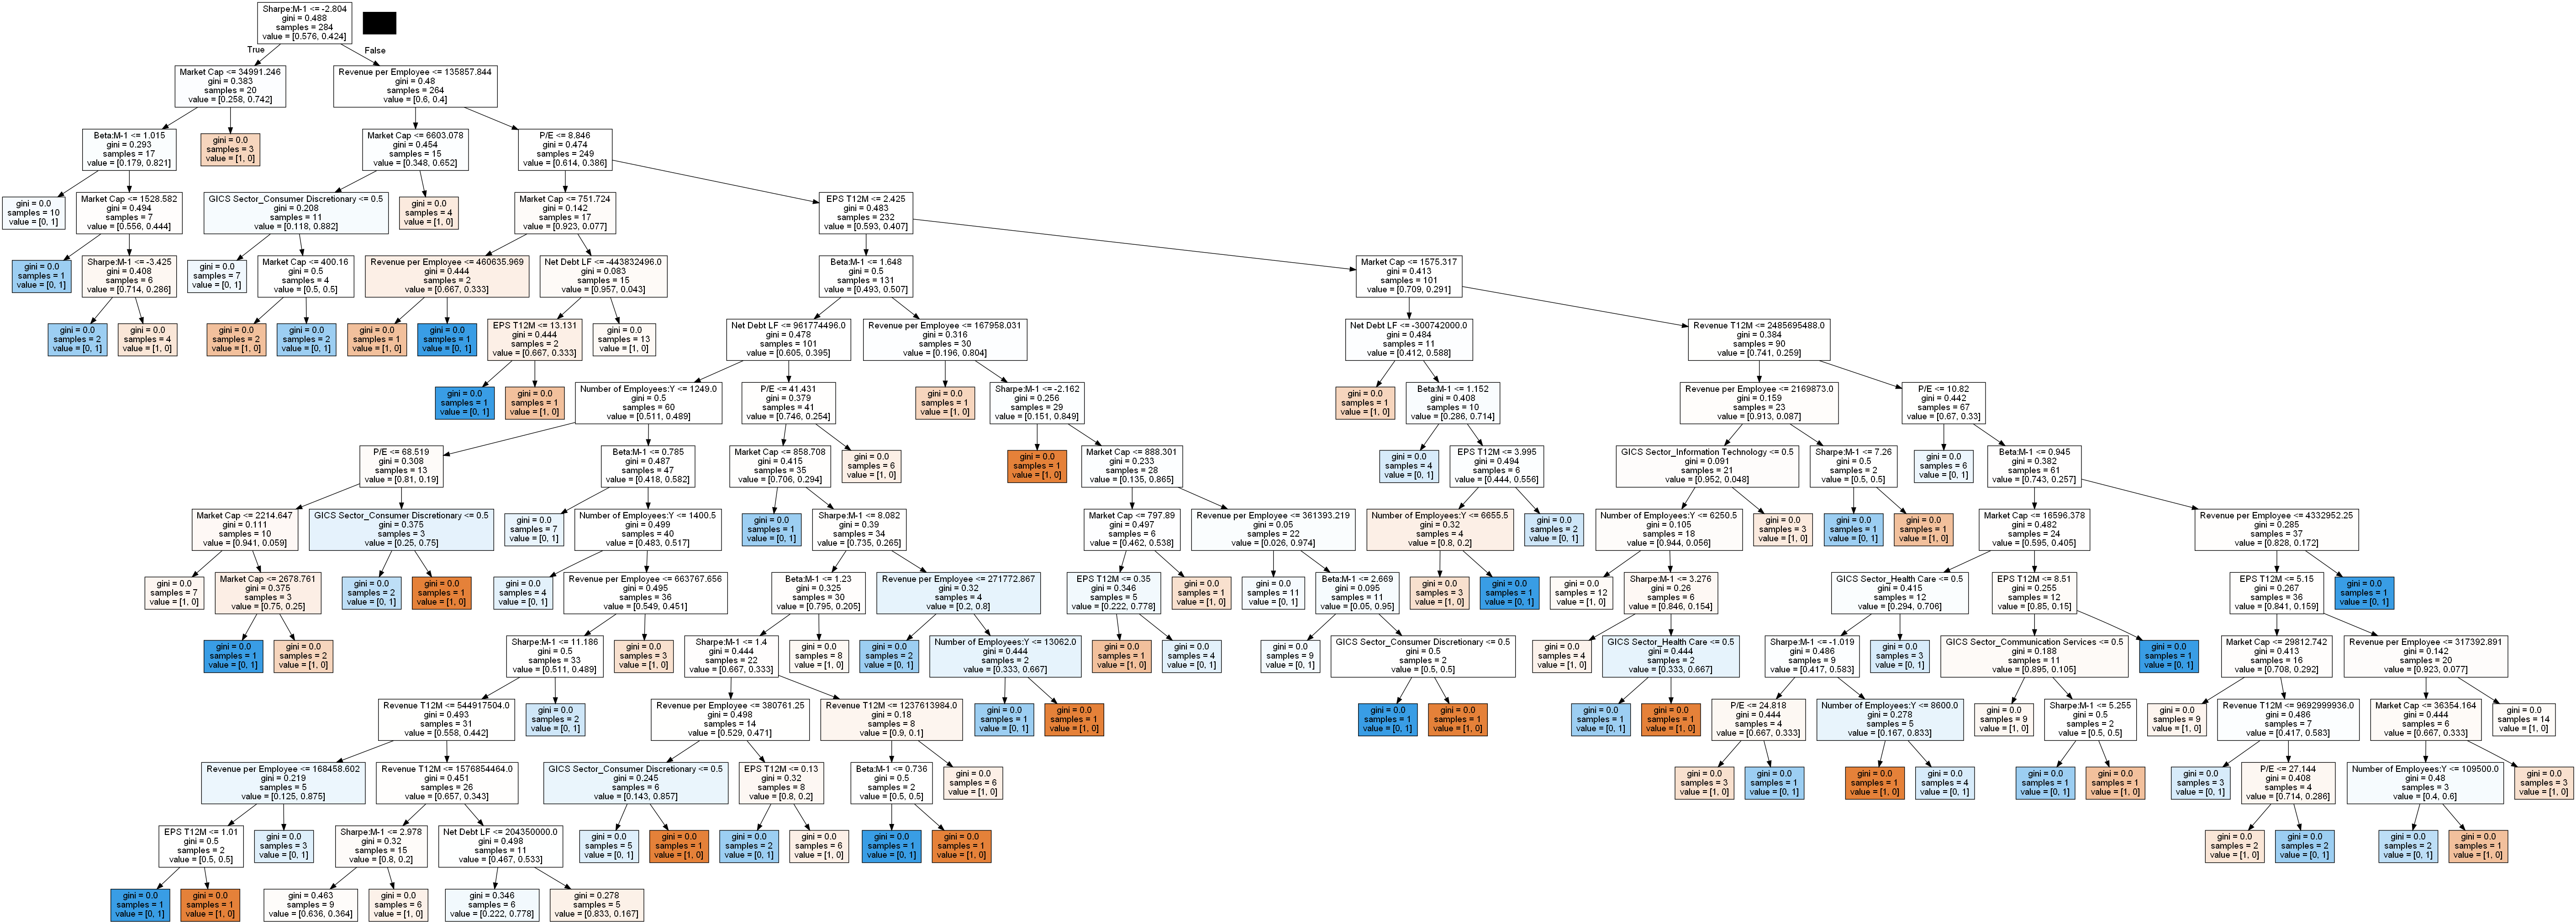 Sharpe:M-1 <= -2.804
gini = 0.488
samples = 284
value = [0.576, 0.424]
True
False
Market Cap <= 34991.246
gini = 0.383
samples = 20
value = [0.258, 0.742]
Revenue per Employee <= 135857.844
gini = 0.48
samples = 264
value = [0.6, 0.4]
Beta:M-1 <= 1.015
gini = 0.293
samples = 17
value = [0.179, 0.821]
gini = 0.0
samples = 3
value = [1, 0]
Market Cap <= 6603.078
gini = 0.454
samples = 15
value = [0.348, 0.652]
P/E <= 8.846
gini = 0.474
samples = 249
value = [0.614, 0.386]
gini = 0.0
samples = 10
value = [0, 1]
Market Cap <= 1528.582
gini = 0.494
samples = 7
value = [0.556, 0.444]
GICS Sector_Consumer Discretionary <= 0.5
gini = 0.208
samples = 11
value = [0.118, 0.882]
gini = 0.0
samples = 4
value = [1, 0]
Market Cap <= 751.724
gini = 0.142
samples = 17
value = [0.923, 0.077]
EPS T12M <= 2.425
gini = 0.483
samples = 232
value = [0.593, 0.407]
gini = 0.0
samples = 1
value = [0, 1]
Sharpe:M-1 <= -3.425
gini = 0.408
samples = 6
value = [0.714, 0.286]
gini = 0.0
samples = 7
value = [0, 1]
Market Cap <= 400.16
gini = 0.5
samples = 4
value = [0.5, 0.5]
Revenue per Employee <= 460635.969
gini = 0.444
samples = 2
value = [0.667, 0.333]
Net Debt LF <= -443832496.0
gini = 0.083
samples = 15
value = [0.957, 0.043]
Beta:M-1 <= 1.648
gini = 0.5
samples = 131
value = [0.493, 0.507]
Market Cap <= 1575.317
gini = 0.413
samples = 101
value = [0.709, 0.291]
gini = 0.0
samples = 2
value = [0, 1]
gini = 0.0
samples = 4
value = [1, 0]
gini = 0.0
samples = 2
value = [1, 0]
gini = 0.0
samples = 2
value = [0, 1]
gini = 0.0
samples = 1
value = [1, 0]
gini = 0.0
samples = 1
value = [0, 1]
EPS T12M <= 13.131
gini = 0.444
samples = 2
value = [0.667, 0.333]
gini = 0.0
samples = 13
value = [1, 0]
Net Debt LF <= 961774496.0
gini = 0.478
samples = 101
value = [0.605, 0.395]
Revenue per Employee <= 167958.031
gini = 0.316
samples = 30
value = [0.196, 0.804]
Net Debt LF <= -300742000.0
gini = 0.484
samples = 11
value = [0.412, 0.588]
Revenue T12M <= 2485695488.0
gini = 0.384
samples = 90
value = [0.741, 0.259]
gini = 0.0
samples = 1
value = [0, 1]
gini = 0.0
samples = 1
value = [1, 0]
Number of Employees:Y <= 1249.0
gini = 0.5
samples = 60
value = [0.511, 0.489]
P/E <= 41.431
gini = 0.379
samples = 41
value = [0.746, 0.254]
gini = 0.0
samples = 1
value = [1, 0]
Sharpe:M-1 <= -2.162
gini = 0.256
samples = 29
value = [0.151, 0.849]
gini = 0.0
samples = 1
value = [1, 0]
Beta:M-1 <= 1.152
gini = 0.408
samples = 10
value = [0.286, 0.714]
Revenue per Employee <= 2169873.0
gini = 0.159
samples = 23
value = [0.913, 0.087]
P/E <= 10.82
gini = 0.442
samples = 67
value = [0.67, 0.33]
P/E <= 68.519
gini = 0.308
samples = 13
value = [0.81, 0.19]
Beta:M-1 <= 0.785
gini = 0.487
samples = 47
value = [0.418, 0.582]
Market Cap <= 858.708
gini = 0.415
samples = 35
value = [0.706, 0.294]
gini = 0.0
samples = 6
value = [1, 0]
gini = 0.0
samples = 1
value = [1, 0]
Market Cap <= 888.301
gini = 0.233
samples = 28
value = [0.135, 0.865]
gini = 0.0
samples = 4
value = [0, 1]
EPS T12M <= 3.995
gini = 0.494
samples = 6
value = [0.444, 0.556]
GICS Sector_Information Technology <= 0.5
gini = 0.091
samples = 21
value = [0.952, 0.048]
Sharpe:M-1 <= 7.26
gini = 0.5
samples = 2
value = [0.5, 0.5]
gini = 0.0
samples = 6
value = [0, 1]
Beta:M-1 <= 0.945
gini = 0.382
samples = 61
value = [0.743, 0.257]
Market Cap <= 2214.647
gini = 0.111
samples = 10
value = [0.941, 0.059]
GICS Sector_Consumer Discretionary <= 0.5
gini = 0.375
samples = 3
value = [0.25, 0.75]
gini = 0.0
samples = 7
value = [0, 1]
Number of Employees:Y <= 1400.5
gini = 0.499
samples = 40
value = [0.483, 0.517]
gini = 0.0
samples = 1
value = [0, 1]
Sharpe:M-1 <= 8.082
gini = 0.39
samples = 34
value = [0.735, 0.265]
Market Cap <= 797.89
gini = 0.497
samples = 6
value = [0.462, 0.538]
Revenue per Employee <= 361393.219
gini = 0.05
samples = 22
value = [0.026, 0.974]
Number of Employees:Y <= 6655.5
gini = 0.32
samples = 4
value = [0.8, 0.2]
gini = 0.0
samples = 2
value = [0, 1]
Number of Employees:Y <= 6250.5
gini = 0.105
samples = 18
value = [0.944, 0.056]
gini = 0.0
samples = 3
value = [1, 0]
gini = 0.0
samples = 1
value = [0, 1]
gini = 0.0
samples = 1
value = [1, 0]
Market Cap <= 16596.378
gini = 0.482
samples = 24
value = [0.595, 0.405]
Revenue per Employee <= 4332952.25
gini = 0.285
samples = 37
value = [0.828, 0.172]
gini = 0.0
samples = 7
value = [1, 0]
Market Cap <= 2678.761
gini = 0.375
samples = 3
value = [0.75, 0.25]
gini = 0.0
samples = 2
value = [0, 1]
gini = 0.0
samples = 1
value = [1, 0]
gini = 0.0
samples = 4
value = [0, 1]
Revenue per Employee <= 663767.656
gini = 0.495
samples = 36
value = [0.549, 0.451]
Beta:M-1 <= 1.23
gini = 0.325
samples = 30
value = [0.795, 0.205]
Revenue per Employee <= 271772.867
gini = 0.32
samples = 4
value = [0.2, 0.8]
EPS T12M <= 0.35
gini = 0.346
samples = 5
value = [0.222, 0.778]
gini = 0.0
samples = 1
value = [1, 0]
gini = 0.0
samples = 11
value = [0, 1]
Beta:M-1 <= 2.669
gini = 0.095
samples = 11
value = [0.05, 0.95]
gini = 0.0
samples = 3
value = [1, 0]
gini = 0.0
samples = 1
value = [0, 1]
gini = 0.0
samples = 12
value = [1, 0]
Sharpe:M-1 <= 3.276
gini = 0.26
samples = 6
value = [0.846, 0.154]
GICS Sector_Health Care <= 0.5
gini = 0.415
samples = 12
value = [0.294, 0.706]
EPS T12M <= 8.51
gini = 0.255
samples = 12
value = [0.85, 0.15]
EPS T12M <= 5.15
gini = 0.267
samples = 36
value = [0.841, 0.159]
gini = 0.0
samples = 1
value = [0, 1]
gini = 0.0
samples = 1
value = [0, 1]
gini = 0.0
samples = 2
value = [1, 0]
Sharpe:M-1 <= 11.186
gini = 0.5
samples = 33
value = [0.511, 0.489]
gini = 0.0
samples = 3
value = [1, 0]
Sharpe:M-1 <= 1.4
gini = 0.444
samples = 22
value = [0.667, 0.333]
gini = 0.0
samples = 8
value = [1, 0]
gini = 0.0
samples = 2
value = [0, 1]
Number of Employees:Y <= 13062.0
gini = 0.444
samples = 2
value = [0.333, 0.667]
gini = 0.0
samples = 1
value = [1, 0]
gini = 0.0
samples = 4
value = [0, 1]
gini = 0.0
samples = 9
value = [0, 1]
GICS Sector_Consumer Discretionary <= 0.5
gini = 0.5
samples = 2
value = [0.5, 0.5]
gini = 0.0
samples = 4
value = [1, 0]
GICS Sector_Health Care <= 0.5
gini = 0.444
samples = 2
value = [0.333, 0.667]
Sharpe:M-1 <= -1.019
gini = 0.486
samples = 9
value = [0.417, 0.583]
gini = 0.0
samples = 3
value = [0, 1]
GICS Sector_Communication Services <= 0.5
gini = 0.188
samples = 11
value = [0.895, 0.105]
gini = 0.0
samples = 1
value = [0, 1]
Market Cap <= 29812.742
gini = 0.413
samples = 16
value = [0.708, 0.292]
Revenue per Employee <= 317392.891
gini = 0.142
samples = 20
value = [0.923, 0.077]
Revenue T12M <= 544917504.0
gini = 0.493
samples = 31
value = [0.558, 0.442]
gini = 0.0
samples = 2
value = [0, 1]
Revenue per Employee <= 380761.25
gini = 0.498
samples = 14
value = [0.529, 0.471]
Revenue T12M <= 1237613984.0
gini = 0.18
samples = 8
value = [0.9, 0.1]
gini = 0.0
samples = 1
value = [0, 1]
gini = 0.0
samples = 1
value = [1, 0]
gini = 0.0
samples = 1
value = [0, 1]
gini = 0.0
samples = 1
value = [1, 0]
gini = 0.0
samples = 1
value = [0, 1]
gini = 0.0
samples = 1
value = [1, 0]
P/E <= 24.818
gini = 0.444
samples = 4
value = [0.667, 0.333]
Number of Employees:Y <= 8600.0
gini = 0.278
samples = 5
value = [0.167, 0.833]
gini = 0.0
samples = 9
value = [1, 0]
Sharpe:M-1 <= 5.255
gini = 0.5
samples = 2
value = [0.5, 0.5]
gini = 0.0
samples = 9
value = [1, 0]
Revenue T12M <= 9692999936.0
gini = 0.486
samples = 7
value = [0.417, 0.583]
Market Cap <= 36354.164
gini = 0.444
samples = 6
value = [0.667, 0.333]
gini = 0.0
samples = 14
value = [1, 0]
Revenue per Employee <= 168458.602
gini = 0.219
samples = 5
value = [0.125, 0.875]
Revenue T12M <= 1576854464.0
gini = 0.451
samples = 26
value = [0.657, 0.343]
GICS Sector_Consumer Discretionary <= 0.5
gini = 0.245
samples = 6
value = [0.143, 0.857]
EPS T12M <= 0.13
gini = 0.32
samples = 8
value = [0.8, 0.2]
Beta:M-1 <= 0.736
gini = 0.5
samples = 2
value = [0.5, 0.5]
gini = 0.0
samples = 6
value = [1, 0]
gini = 0.0
samples = 3
value = [1, 0]
gini = 0.0
samples = 1
value = [0, 1]
gini = 0.0
samples = 1
value = [1, 0]
gini = 0.0
samples = 4
value = [0, 1]
gini = 0.0
samples = 1
value = [0, 1]
gini = 0.0
samples = 1
value = [1, 0]
gini = 0.0
samples = 3
value = [0, 1]
P/E <= 27.144
gini = 0.408
samples = 4
value = [0.714, 0.286]
Number of Employees:Y <= 109500.0
gini = 0.48
samples = 3
value = [0.4, 0.6]
gini = 0.0
samples = 3
value = [1, 0]
EPS T12M <= 1.01
gini = 0.5
samples = 2
value = [0.5, 0.5]
gini = 0.0
samples = 3
value = [0, 1]
Sharpe:M-1 <= 2.978
gini = 0.32
samples = 15
value = [0.8, 0.2]
Net Debt LF <= 204350000.0
gini = 0.498
samples = 11
value = [0.467, 0.533]
gini = 0.0
samples = 5
value = [0, 1]
gini = 0.0
samples = 1
value = [1, 0]
gini = 0.0
samples = 2
value = [0, 1]
gini = 0.0
samples = 6
value = [1, 0]
gini = 0.0
samples = 1
value = [0, 1]
gini = 0.0
samples = 1
value = [1, 0]
gini = 0.0
samples = 2
value = [1, 0]
gini = 0.0
samples = 2
value = [0, 1]
gini = 0.0
samples = 2
value = [0, 1]
gini = 0.0
samples = 1
value = [1, 0]
gini = 0.0
samples = 1
value = [0, 1]
gini = 0.0
samples = 1
value = [1, 0]
gini = 0.463
samples = 9
value = [0.636, 0.364]
gini = 0.0
samples = 6
value = [1, 0]
gini = 0.346
samples = 6
value = [0.222, 0.778]
gini = 0.278
samples = 5
value = [0.833, 0.167]